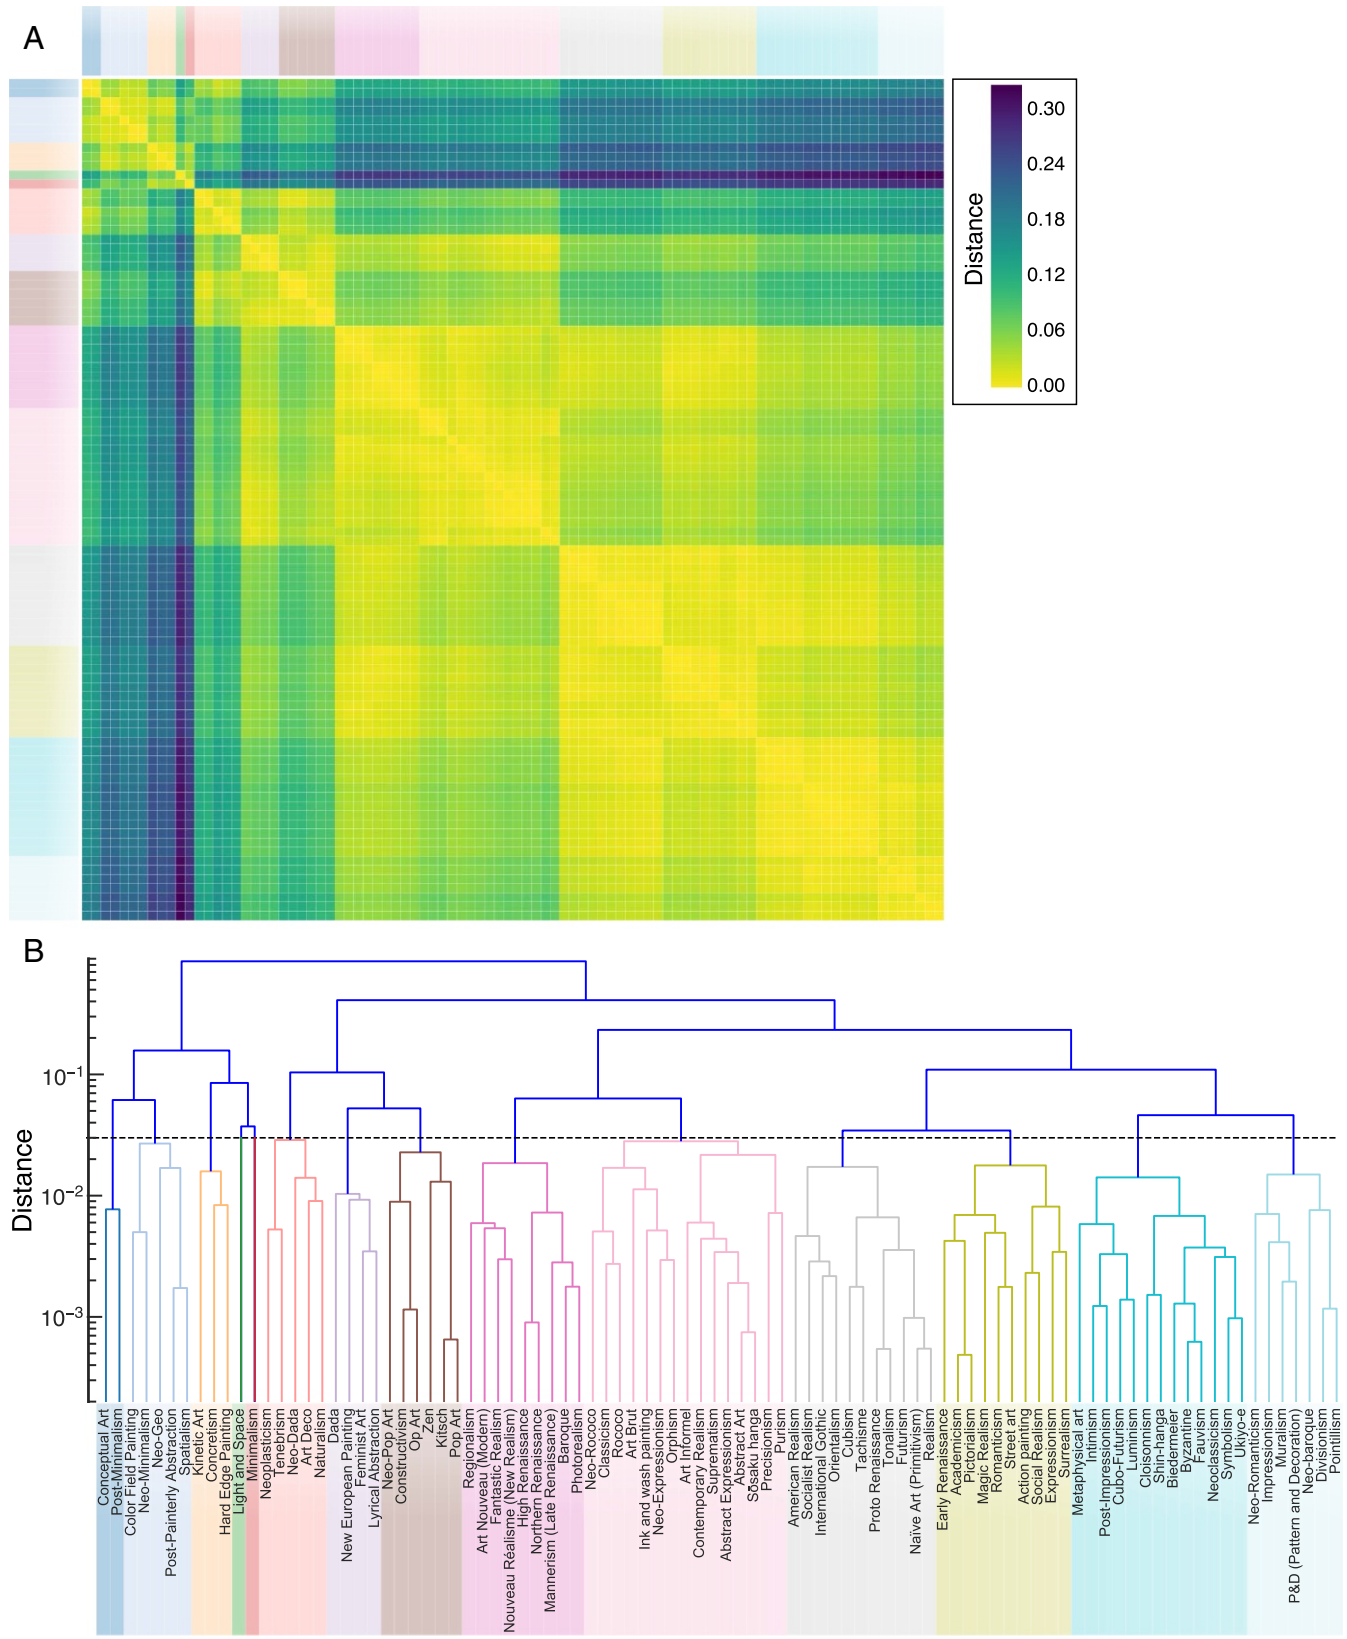 A
0.30
0.24
0.18
0.12
0.06
0.00
Distance
B
10−1
10−2
10−3
Distance
Conceptual Art
Post-Minimalism
Color Field Painting
Neo-Minimalism
Neo-Geo
Post-Painterly Abstraction
Spatialism
Kinetic Art
Concretism
Hard Edge Painting
Light and Space
Minimalism
Neoplasticism
Tenebrism
Neo-Dada
Art Deco
Naturalism
Dada
New European Painting
Feminist Art
Lyrical Abstraction
Neo-Pop Art
Constructivism
Op Art
Zen
Kitsch
Pop Art
Regionalism
Art Nouveau (Modern)
Fantastic Realism
Nouveau Réalisme (New Realism)
High Renaissance
Northern Renaissance
Mannerism (Late Renaissance)
Baroque
Photorealism
Neo-Rococo
Classicism
Rococo
Art Brut
Ink and wash painting
Neo-Expressionism
Orphism
Art Informel
Contemporary Realism
Suprematism
Abstract Expressionism
Abstract Art
Sōsaku hanga
Precisionism
Purism
American Realism
Socialist Realism
International Gothic
Orientalism
Cubism
Tachisme
Proto Renaissance
Tonalism
Futurism
Naïve Art (Primitivism)
Realism
Early Renaissance
Academicism
Pictorialism
Magic Realism
Romanticism
Street art
Action painting
Social Realism
Expressionism
Surrealism
Metaphysical art
Intimism
Post-Impressionism
Cubo-Futurism
Luminism
Cloisonnism
Shin-hanga
Biedermeier
Byzantine
Fauvism
Neoclassicism
Symbolism
Ukiyo-e
Neo-Romanticism
Impressionism
Muralism
P&D (Pattern and Decoration)
Neo-baroque
Divisionism
Pointillism